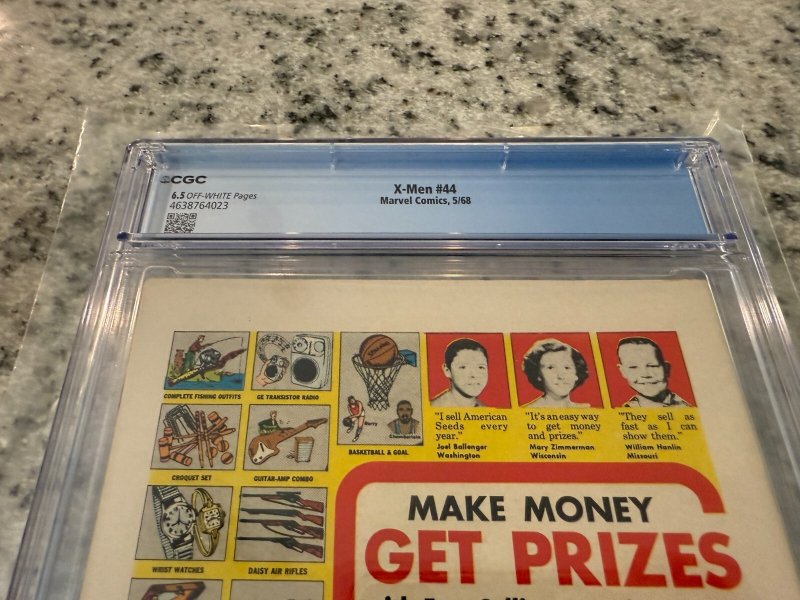 CGC
6.5 OFF-WHITE Pages
4638764023
X-Men #44
Marvel Comics, 5/68
COMPLETE FISHING OUTFITS
GE TRANSISTOR RADIO
SPALDING
Chamberlain
BASKETBALL & GOAL
"I sell American
Seeds every
year."
Joel Ballenger
Washington
"It's an easy way
to get money
and prizes."
Mary Zimmerman
Wisconsin
"They sell as
fast as I can
show them."
William Hanlin
Missouri
CROQUET SET
GUITAR-AMP COMBO
WRIST WATCHES
DAISY AIR RIFLES
MAKE MONEY
GET PRIZES